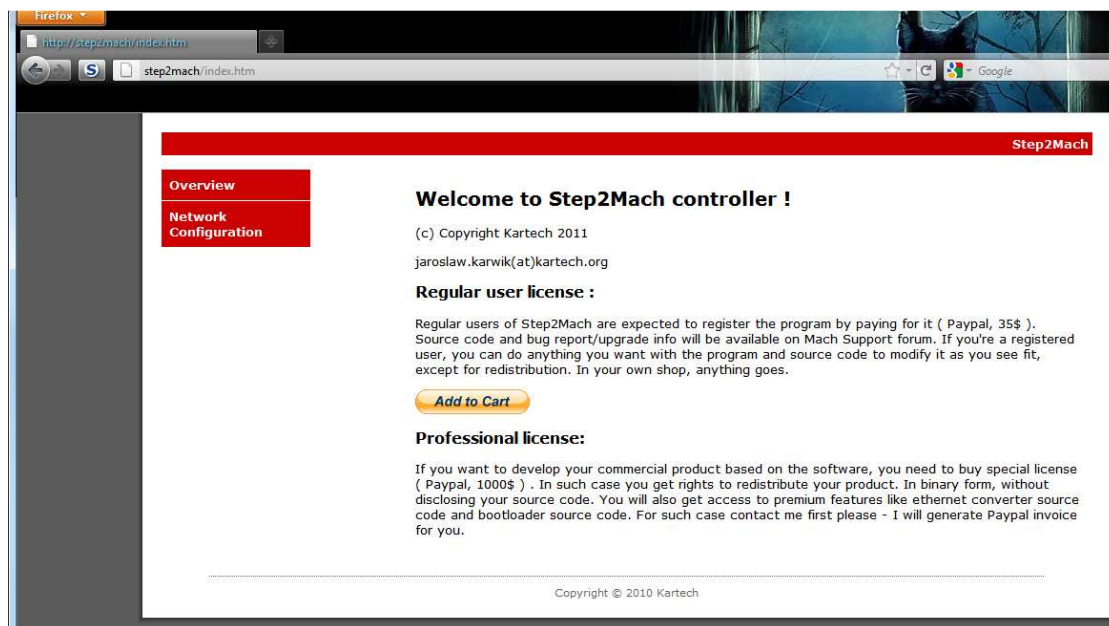 Firefox
http://step2mach/index.htm
step2mach/index.htm
Google
Step2Mach
Overview
Network
Configuration
Welcome to Step2Mach controller !
(c) Copyright Kartech 2011
jaroslaw.karwik(at)kartech.org
Regular user license :
Regular users of Step2Mach are expected to register the program by paying for it ( Paypal, 35$ ).
Source code and bug report/upgrade info will be available on Mach Support forum. If you're a registered
user, you can do anything you want with the program and source code to modify it as you see fit,
except for redistribution. In your own shop, anything goes.
Add to Cart
Professional license:
If you want to develop your commercial product based on the software, you need to buy special license
( Paypal, 1000$ ) . In such case you get rights to redistribute your product. In binary form, without
disclosing your source code. You will also get access to premium features like ethernet converter source
code and bootloader source code. For such case contact me first please - I will generate Paypal invoice
for you.
Copyright © 2010 Kartech